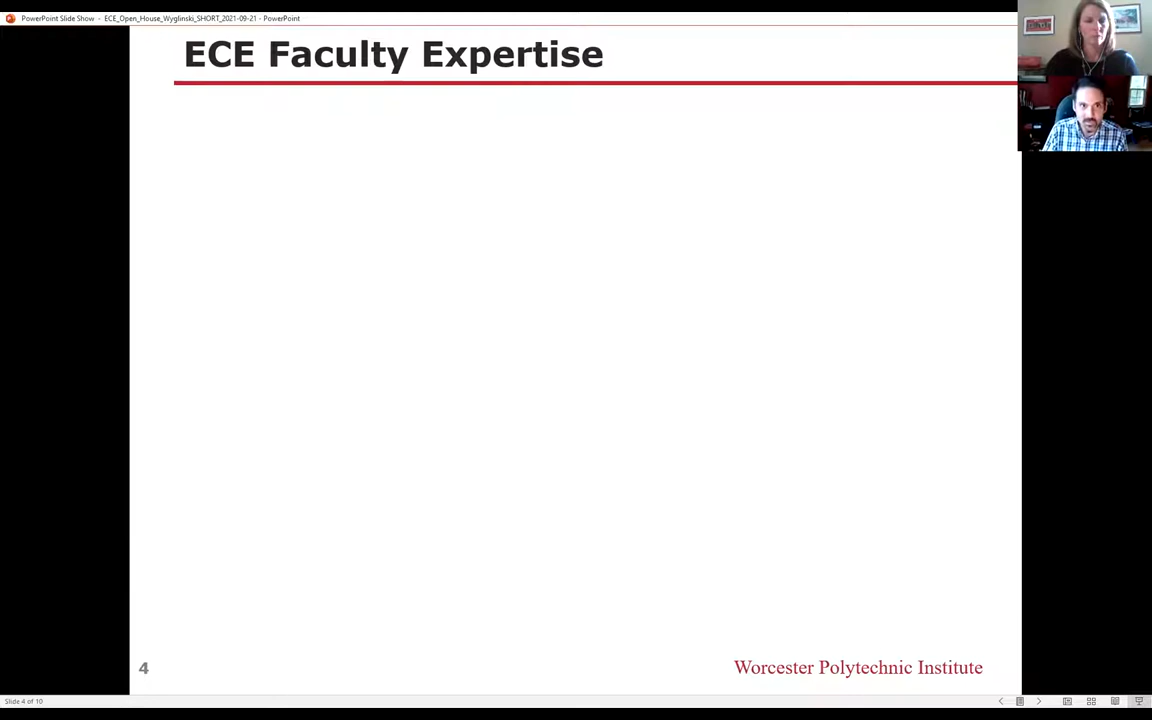 PowerPoint Slide Show - ECE_Open_House_Wyglinski_SHORT_2021-09-21 - PowerPoint
ECE Faculty Expertise
4
Worcester Polytechnic Institute
Slide 4 of 10